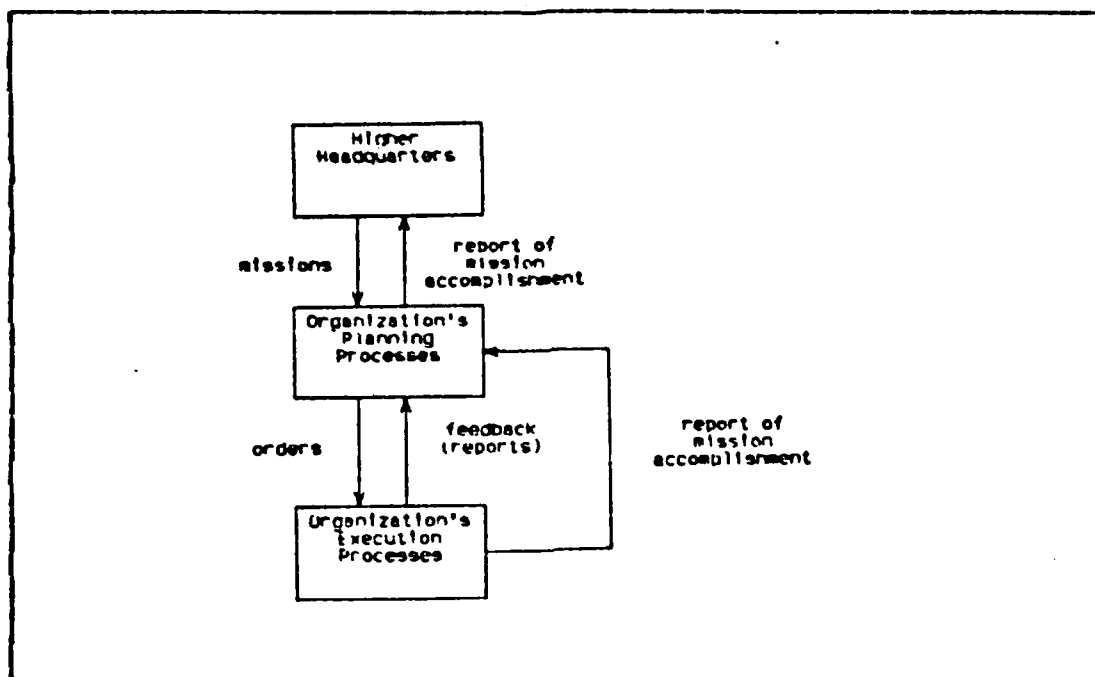 Higher
Headquarters
missions
report of
mission
accomplishment
Organization's
Planning
Processes
orders
feedback
(reports)
report of
mission
accomplishment
Organization's
Execution
Processes